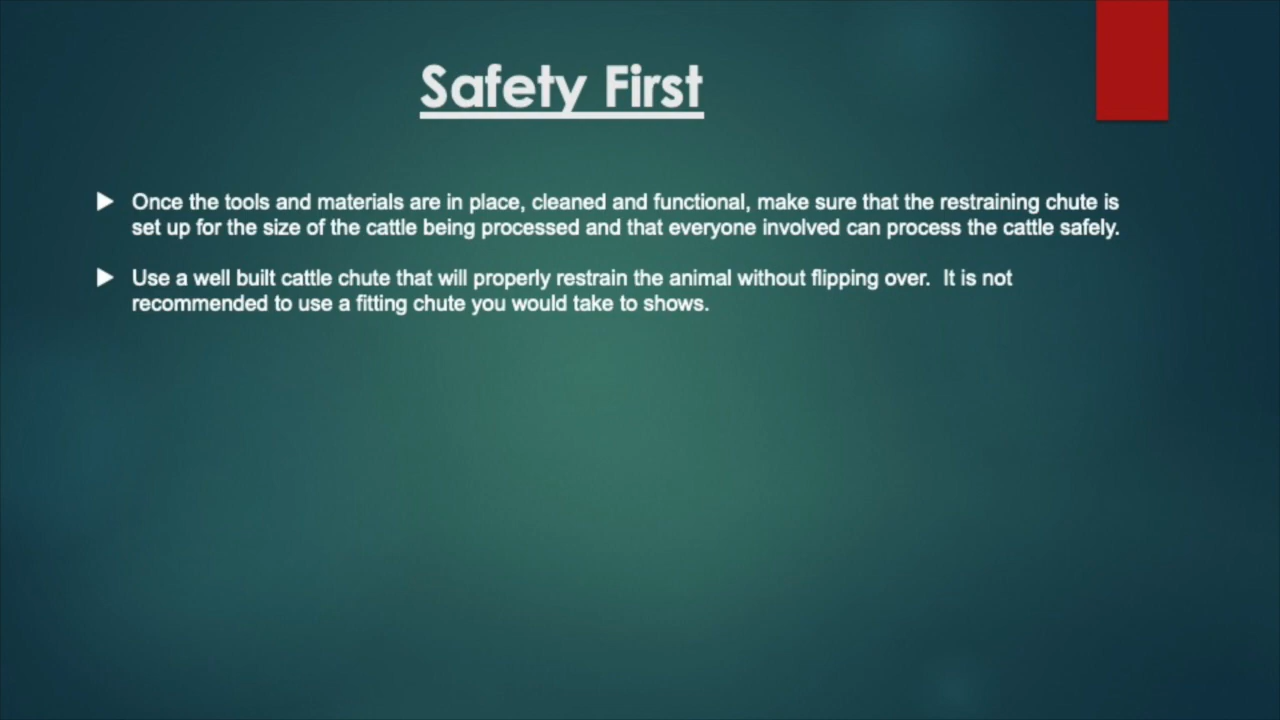 Safety First
Once the tools and materials are in place, cleaned and functional, make sure that the restraining chute is
set up for the size of the cattle being processed and that everyone involved can process the cattle safely.
Use a well built cattle chute that will properly restrain the animal without flipping over.  It is not
recommended to use a fitting chute you would take to shows.